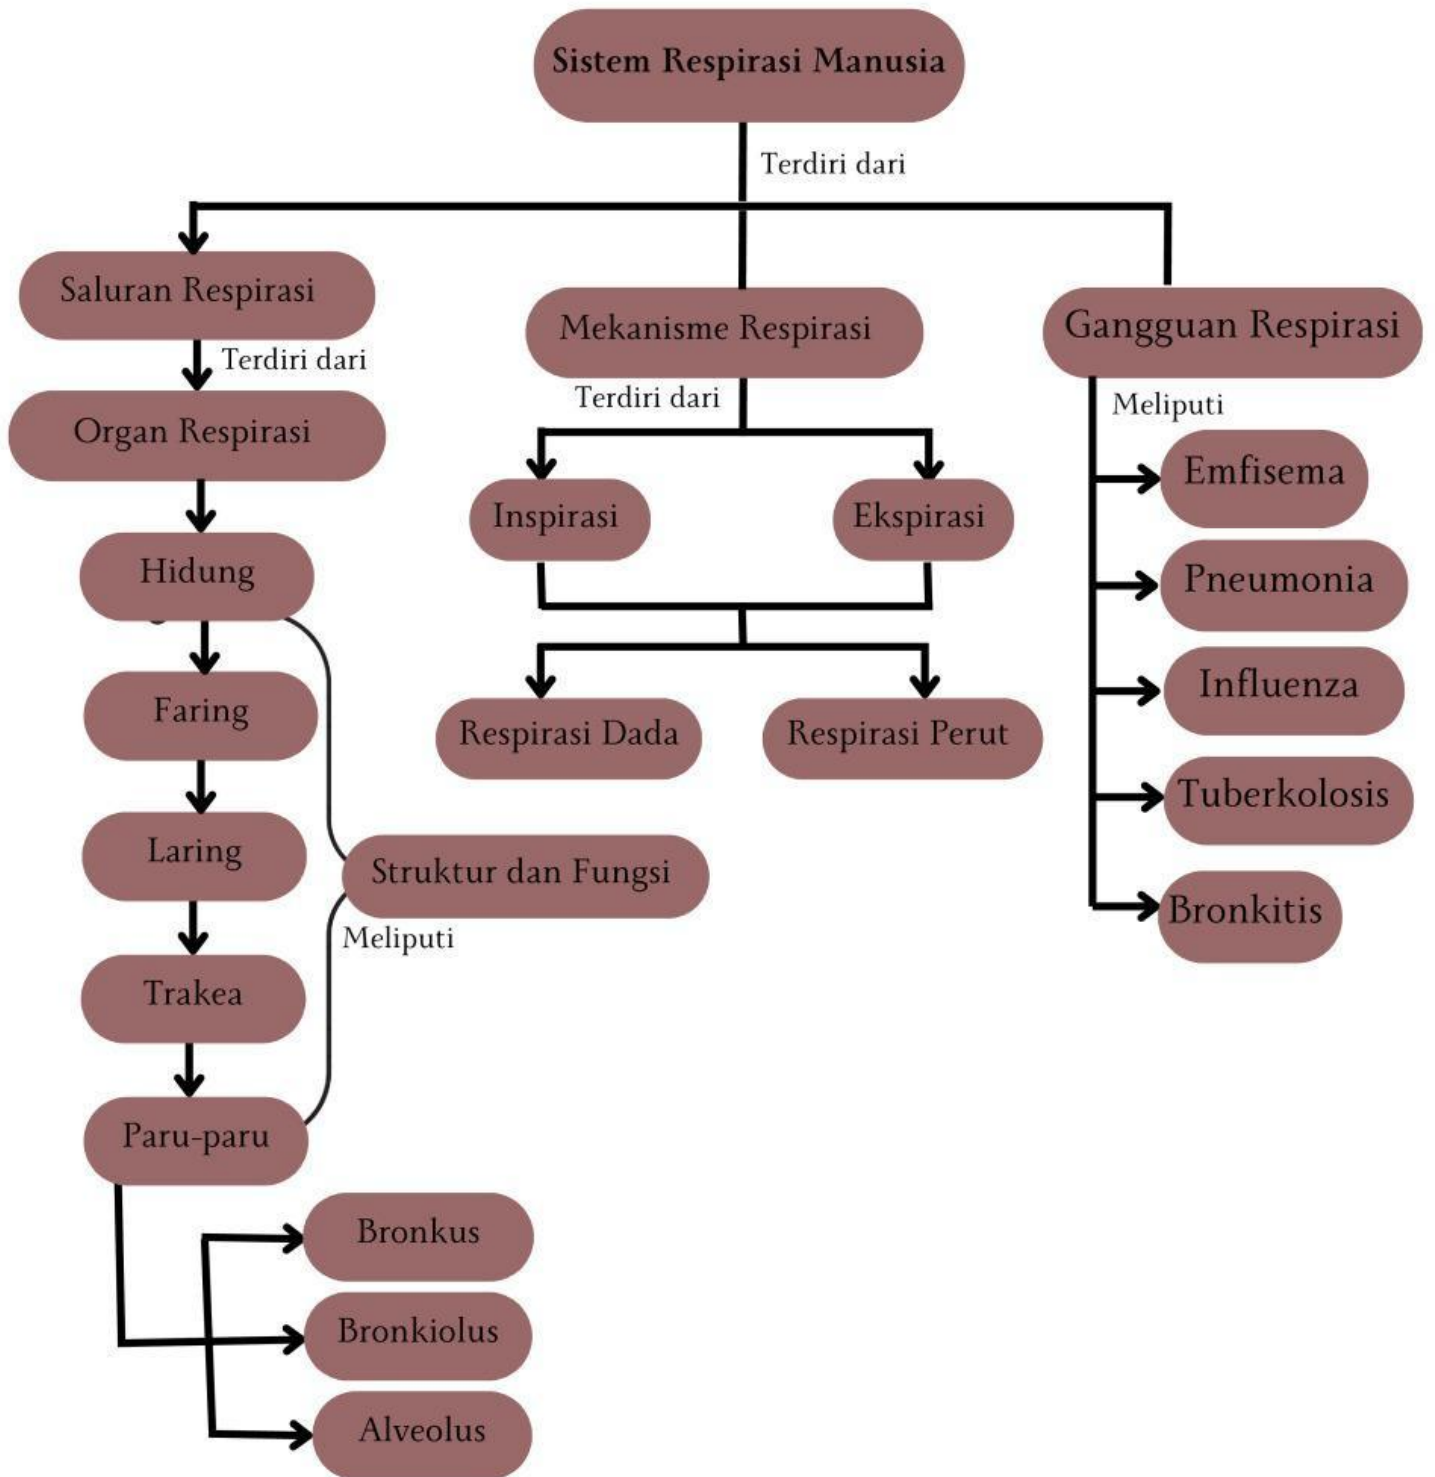 Sistem Respirasi Manusia
Terdiri dari
Saluran Respirasi
Terdiri dari
Organ Respirasi
Hidung
Faring
Laring
Trakea
Paru-paru
Struktur dan Fungsi
Meliputi
Bronkus
Bronkiolus
Alveolus
Mekanisme Respirasi
Terdiri dari
Inspirasi
Ekspirasi
Respirasi Dada
Respirasi Perut
Gangguan Respirasi
Meliputi
Emfisema
Pneumonia
Influenza
Tuberkolosis
Bronkitis